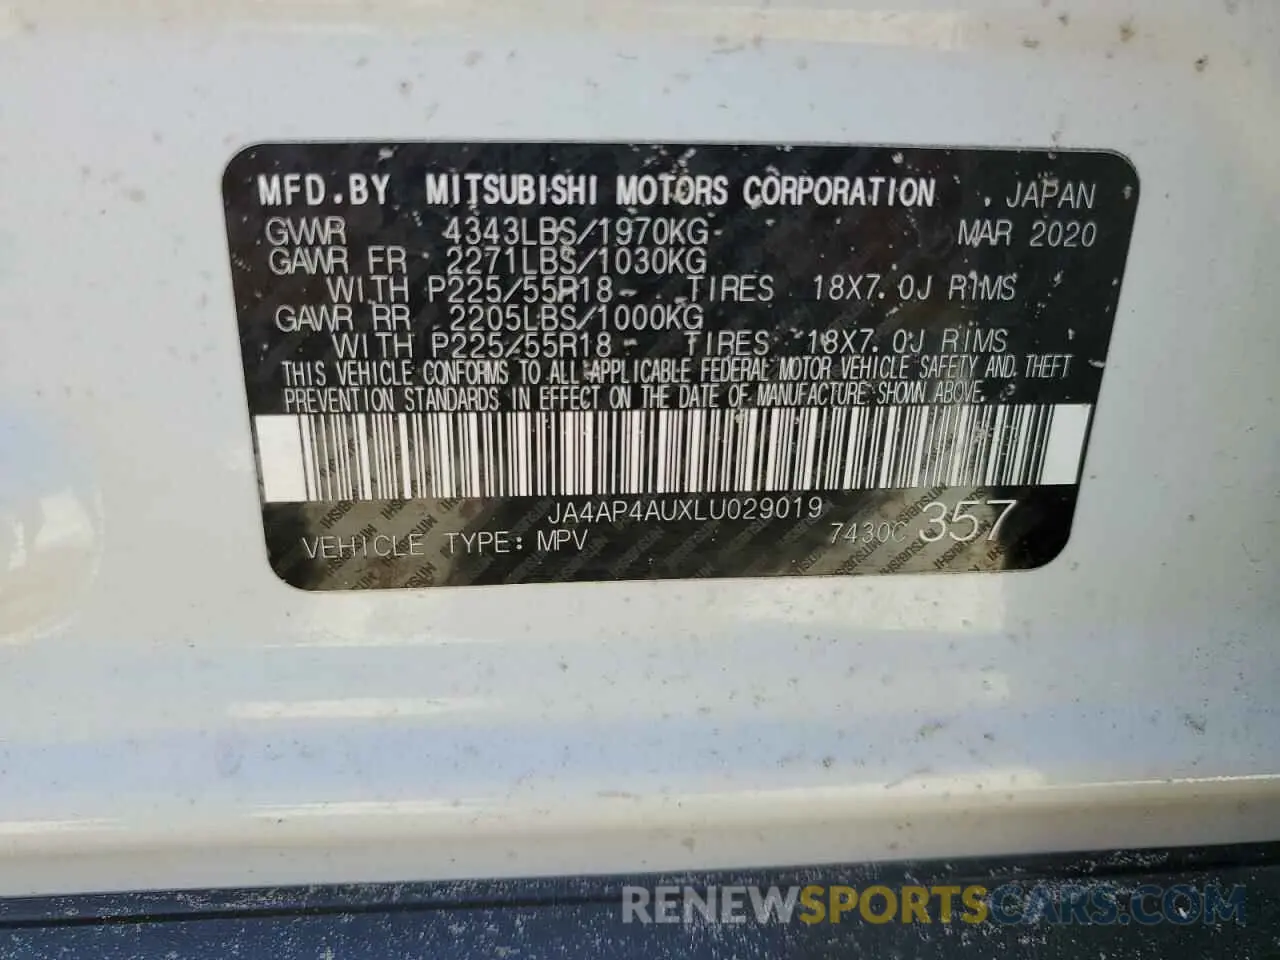 MFD.BY MITSUBISHI MOTORS CORPORATION , JAPAN
GVWR 4343LBS/1970KG MAR 2020
GAWR FR 2271LBS/1030KG
WITH P225/55R18 TIRES 18X7.0J RIMS
GAWR RR 2205LBS/1000KG
WITH P225/55R18 TIRES 18X7.0J RIMS
THIS VEHICLE CONFORMS TO ALL APPLICABLE FEDERAL MOTOR VEHICLE SAFETY AND THEFT
PREVENTION STANDARDS IN EFFECT ON THE DATE OF MANUFACTURE SHOWN ABOVE.
JA4AP4AUXLU029019
VEHICLE TYPE: MPV 7430C 357
RENEWSPORTSCARS.COM